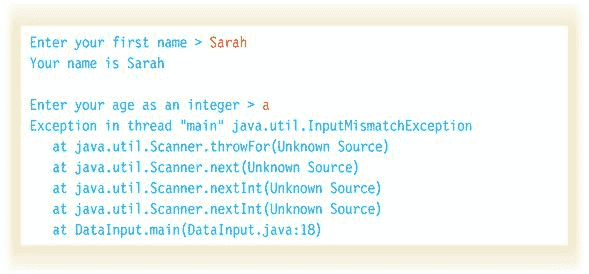 Enter your first name > Sarah
Your name is Sarah
Enter your age as an integer > a
Exception in thread "main" java.util.InputMismatchException
at java.util.Scanner.throwFor(Unknown Source)
at java.util.Scanner.next(Unknown Source)
at java.util.Scanner.nextInt(Unknown Source)
at java.util.Scanner.nextInt(Unknown Source)
at DataInput.main(DataInput.java:18)